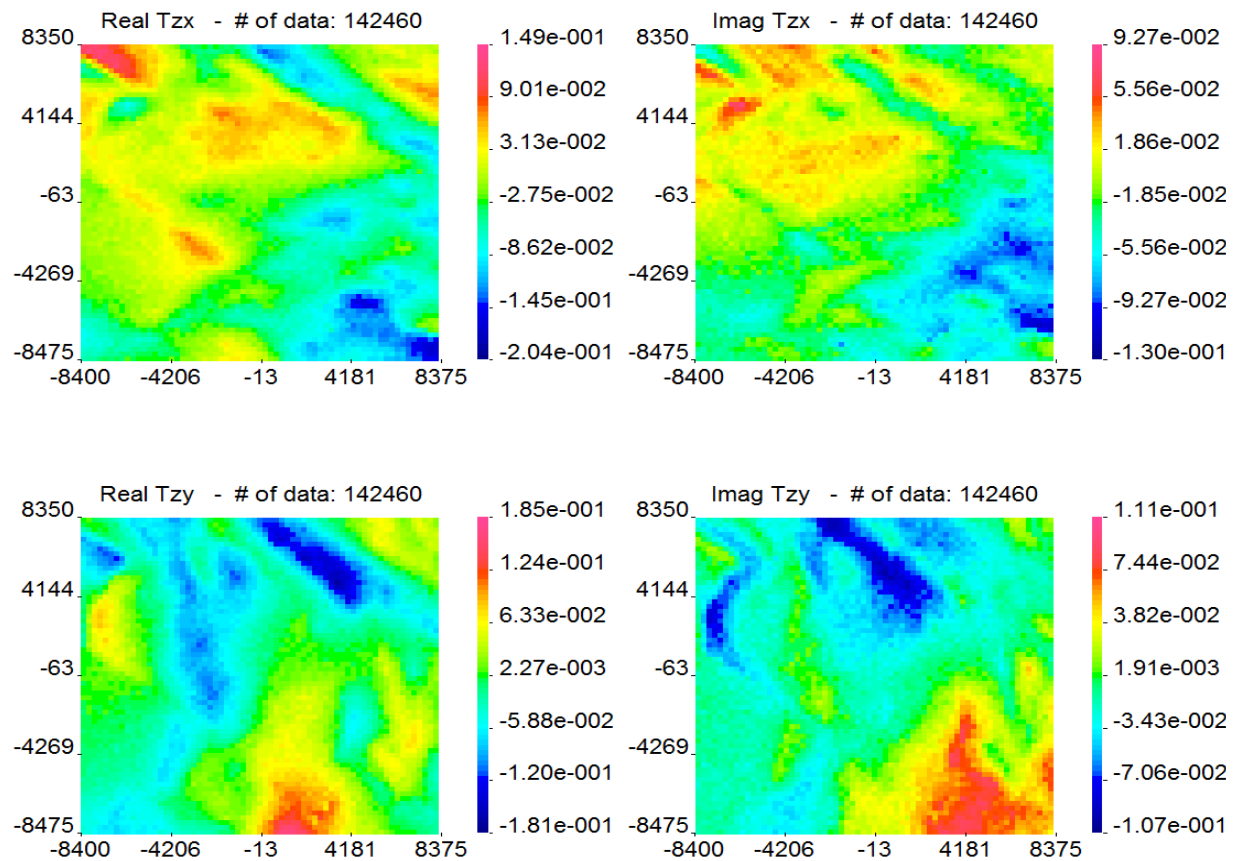 Real Tzx - # of data: 142460
8350
4144
-63
-4269
-8475
-8400 -4206 -13 4181 8375
1.49e-001
9.01e-002
3.13e-002
-2.75e-002
-8.62e-002
-1.45e-001
-2.04e-001
Imag Tzx - # of data: 142460
8350
4144
-63
-4269
-8475
-8400 -4206 -13 4181 8375
9.27e-002
5.56e-002
1.86e-002
-1.85e-002
-5.56e-002
-9.27e-002
-1.30e-001
Real Tzy - # of data: 142460
8350
4144
-63
-4269
-8475
-8400 -4206 -13 4181 8375
1.85e-001
1.24e-001
6.33e-002
2.27e-003
-5.88e-002
-1.20e-001
-1.81e-001
Imag Tzy - # of data: 142460
8350
4144
-63
-4269
-8475
-8400 -4206 -13 4181 8375
1.11e-001
7.44e-002
3.82e-002
1.91e-003
-3.43e-002
-7.06e-002
-1.07e-001